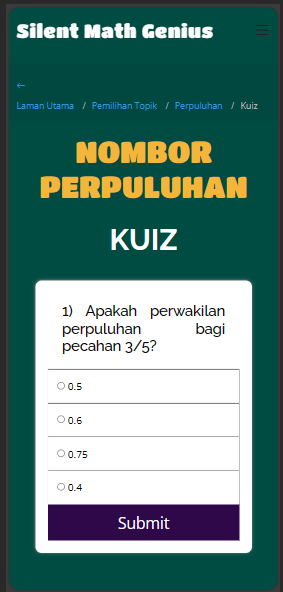 Silent Math Genius
←
Laman Utama / Pemilihan Topik / Perpuluhan / Kuiz
NOMBOR
PERPULUHAN
KUIZ
1) Apakah perwakilan
perpuluhan bagi
pecahan 3/5?
0.5
0.6
0.75
0.4
Submit